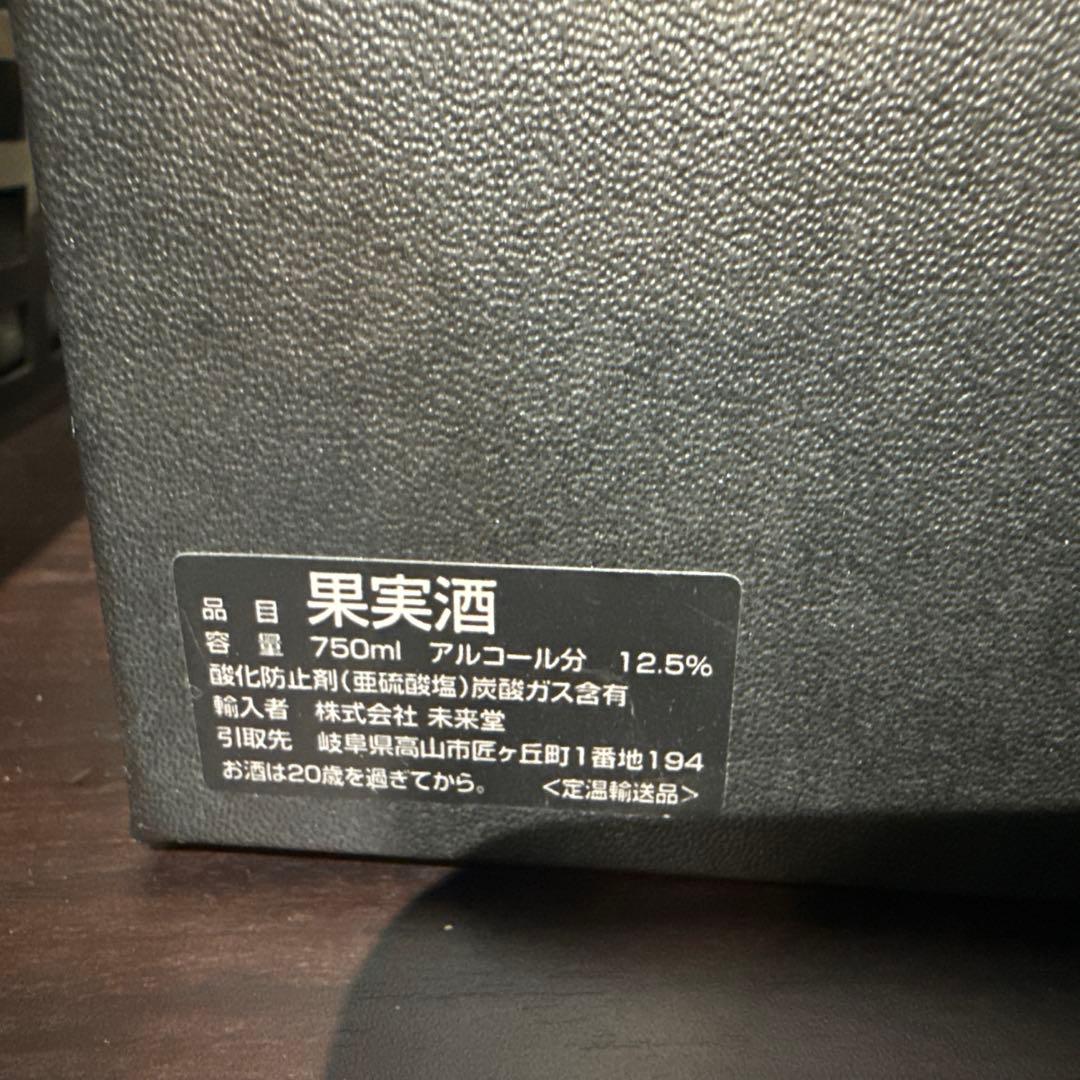 品目 果実酒
容量 750ml アルコール分 12.5%
酸化防止剤(亜硫酸塩)炭酸ガス含有
輸入者 株式会社 未来堂
引取先 岐阜県高山市匠ヶ丘町1番地194
お酒は20歳を過ぎてから。 <定温輸送品>